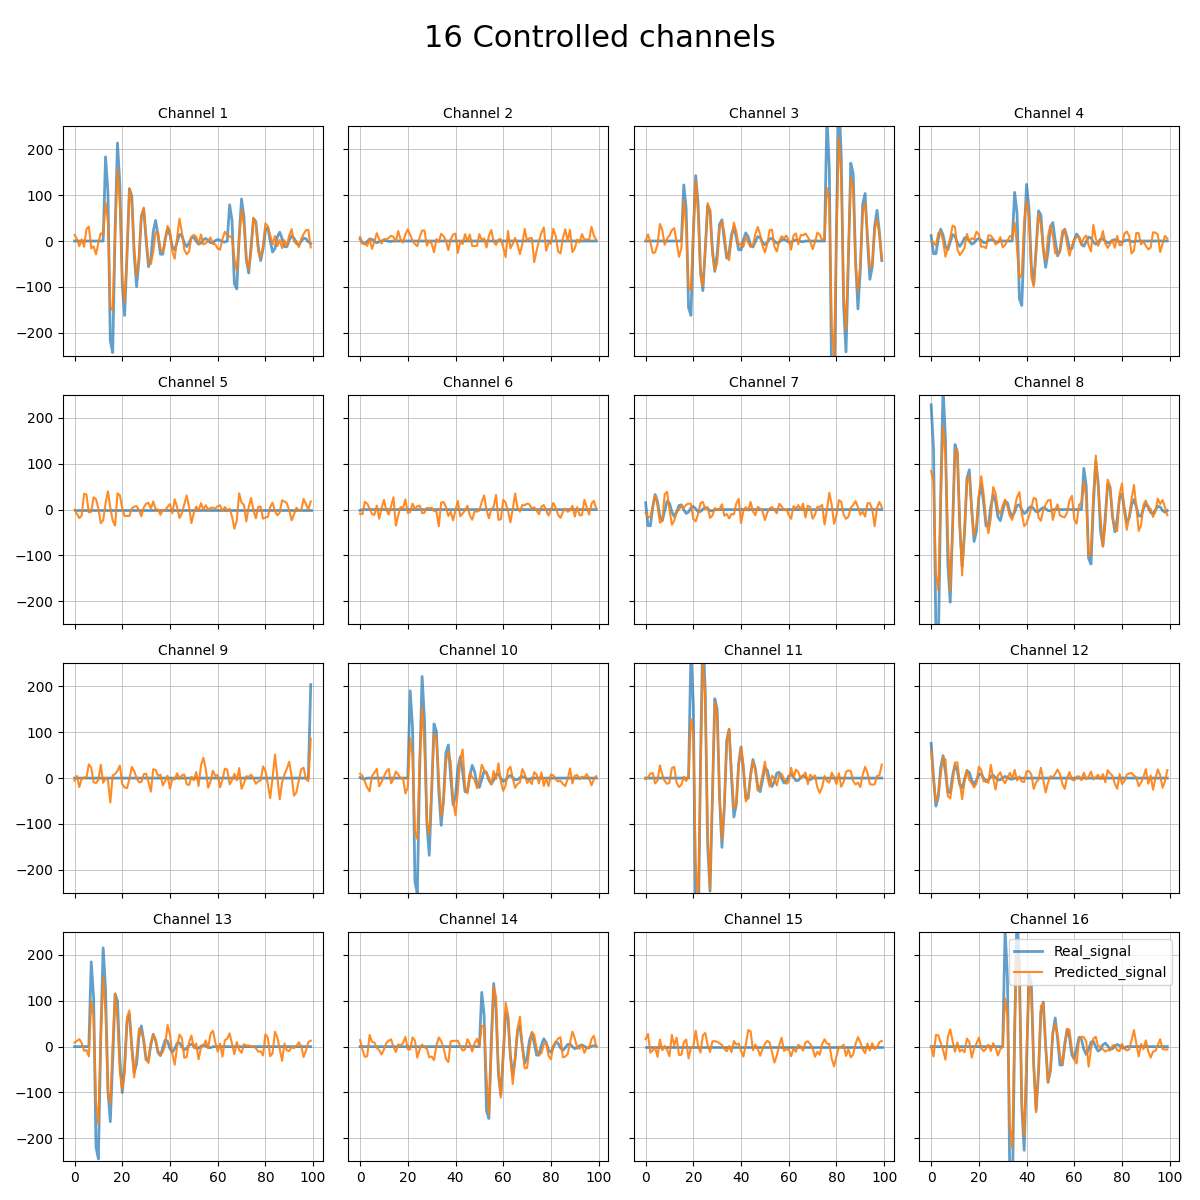 16 Controlled channels
Channel 1
Channel 2
Channel 3
Channel 4
200
100
0
−100
−200
Channel 5
Channel 6
Channel 7
Channel 8
200
100
0
−100
−200
Channel 9
Channel 10
Channel 11
Channel 12
200
100
0
−100
−200
Channel 13
Channel 14
Channel 15
Channel 16
200
100
0
−100
−200
Real_signal
Predicted_signal
0 20 40 60 80 100
0 20 40 60 80 100
0 20 40 60 80 100
0 20 40 60 80 100